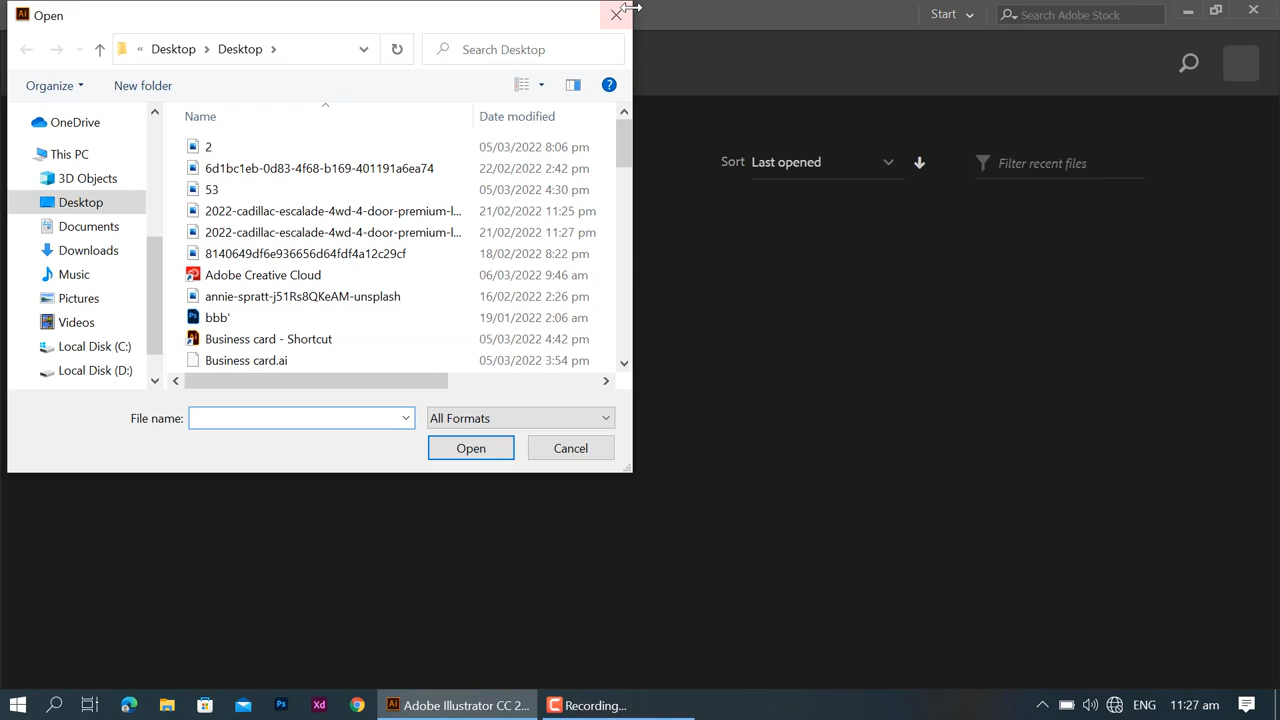 Open
Start
Search Adobe Stock
« Desktop > Desktop >
Search Desktop
Organize
New folder
Name
Date modified
OneDrive
This PC
3D Objects
Desktop
Documents
Downloads
Music
Pictures
Videos
Local Disk (C:)
Local Disk (D:)
2 05/03/2022 8:06 pm
6d1bc1eb-0d83-4f68-b169-401191a6ea74 22/02/2022 2:42 pm
53 05/03/2022 4:30 pm
2022-cadillac-escalade-4wd-4-door-premium-l... 21/02/2022 11:25 pm
2022-cadillac-escalade-4wd-4-door-premium-l... 21/02/2022 11:27 pm
8140649df6e936656d64fdf4a12c29cf 18/02/2022 8:22 pm
Adobe Creative Cloud 06/03/2022 9:46 am
annie-spratt-j51Rs8QKeAM-unsplash 16/02/2022 2:26 pm
bbb' 19/01/2022 2:06 am
Business card - Shortcut 05/03/2022 4:42 pm
Business card.ai 05/03/2022 3:54 pm
File name:
All Formats
Open
Cancel
Sort Last opened
Filter recent files
Adobe Illustrator CC 2...
Recording...
ENG
11:27 am